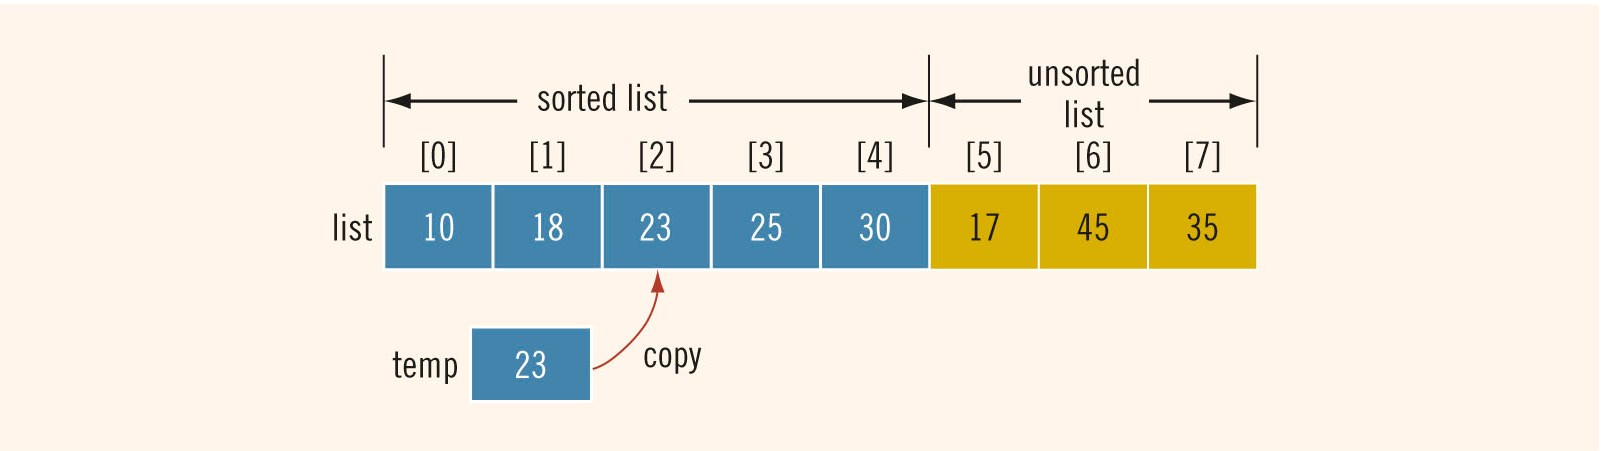 sorted list
unsorted
list
[0] [1] [2] [3] [4] [5] [6] [7]
list 10 18 23 25 30 17 45 35
temp 23 copy